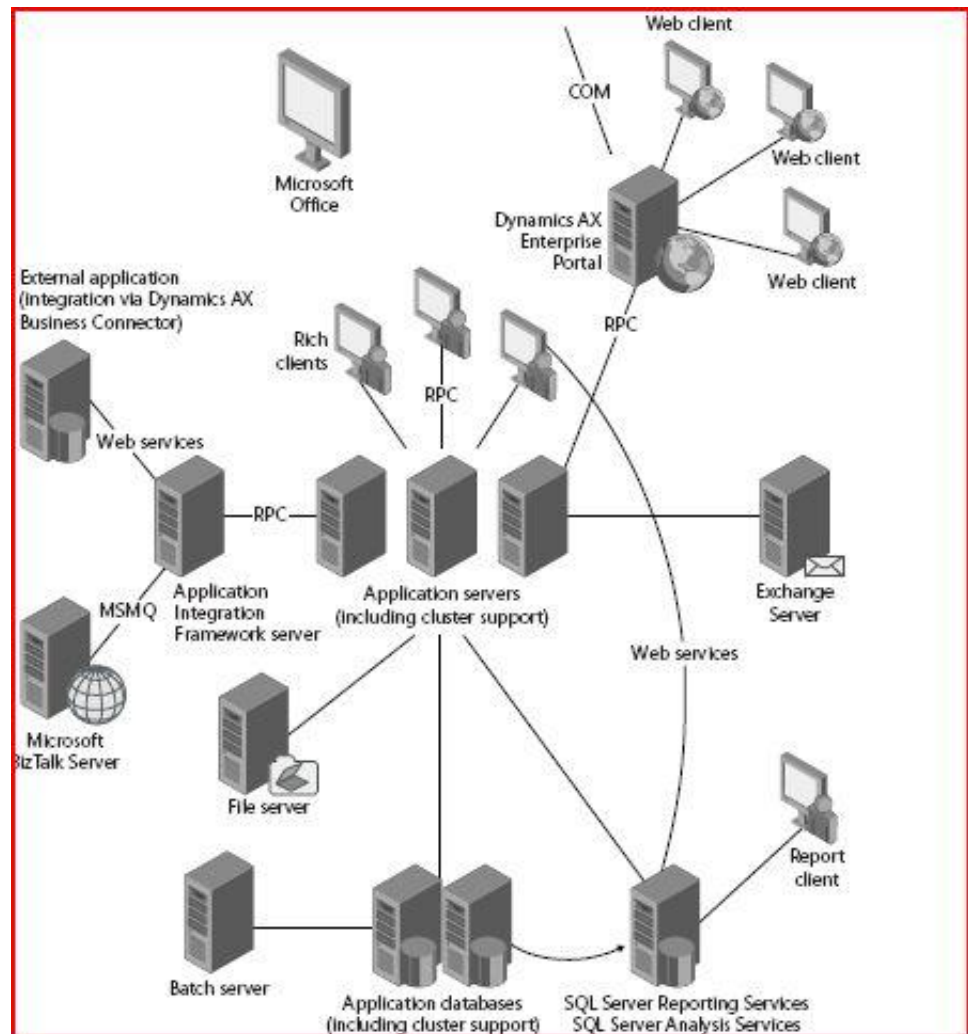 Web client
COM
Web client
Microsoft
Office
Dynamics AX
Enterprise
Portal
Web client
External application
(integration via Dynamics AX
Business Connector)
RPC
Rich
clients
RPC
Web services
RPC
Application
Integration
Framework server
Application servers
(including cluster support)
Exchange
Server
MSMQ
Web services
Microsoft
BizTalk Server
File server
Report
client
Batch server
Application databases
(including cluster support)
SQL Server Reporting Services
SQL Server Analysis Services